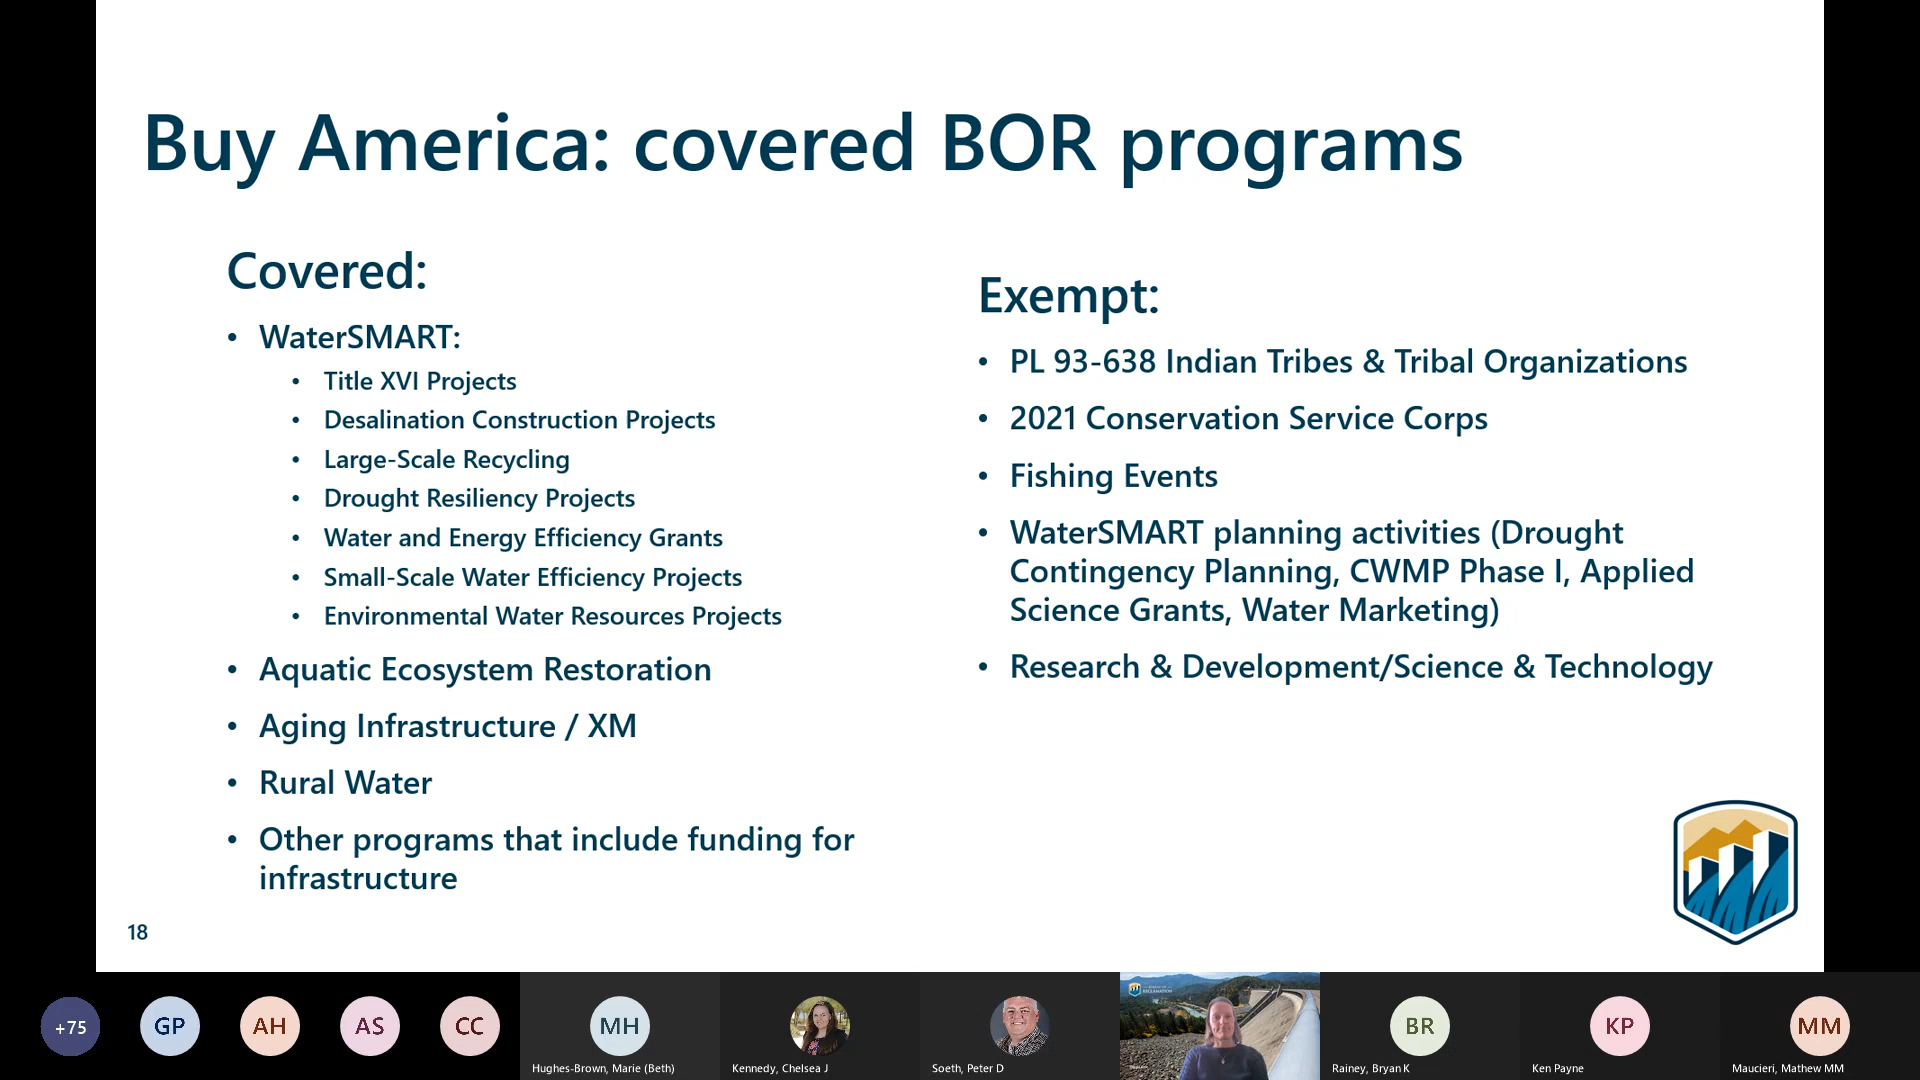 Buy America: covered BOR programs
Covered:
• WaterSMART:
• Title XVI Projects
• Desalination Construction Projects
• Large-Scale Recycling
• Drought Resiliency Projects
• Water and Energy Efficiency Grants
• Small-Scale Water Efficiency Projects
• Environmental Water Resources Projects
• Aquatic Ecosystem Restoration
• Aging Infrastructure / XM
• Rural Water
• Other programs that include funding for
infrastructure
Exempt:
• PL 93-638 Indian Tribes & Tribal Organizations
• 2021 Conservation Service Corps
• Fishing Events
• WaterSMART planning activities (Drought
Contingency Planning, CWMP Phase I, Applied
Science Grants, Water Marketing)
• Research & Development/Science & Technology
18
+75
GP
AH
AS
CC
MH
Hughes-Brown, Marie (Beth)
Kennedy, Chelsea J
Soeth, Peter D
RECLAMATION
BR
Rainey, Bryan K
KP
Ken Payne
MM
Maucieri, Mathew MM